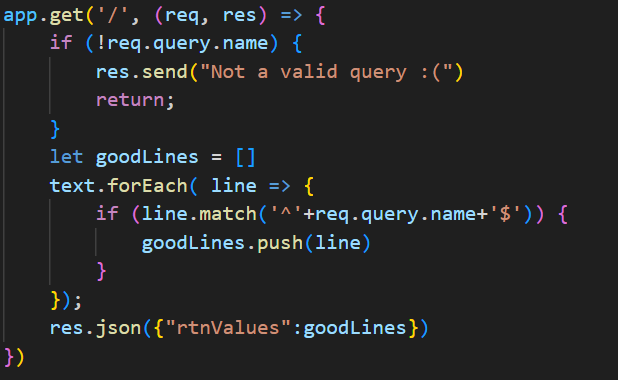 app.get('/', (req, res) => {
    if (!req.query.name) {
        res.send("Not a valid query :(")
        return;
    }
    let goodLines = []
    text.forEach( line => {
        if (line.match('^'+req.query.name+'$')) {
            goodLines.push(line)
        }
    });
    res.json({"rtnValues":goodLines})
})